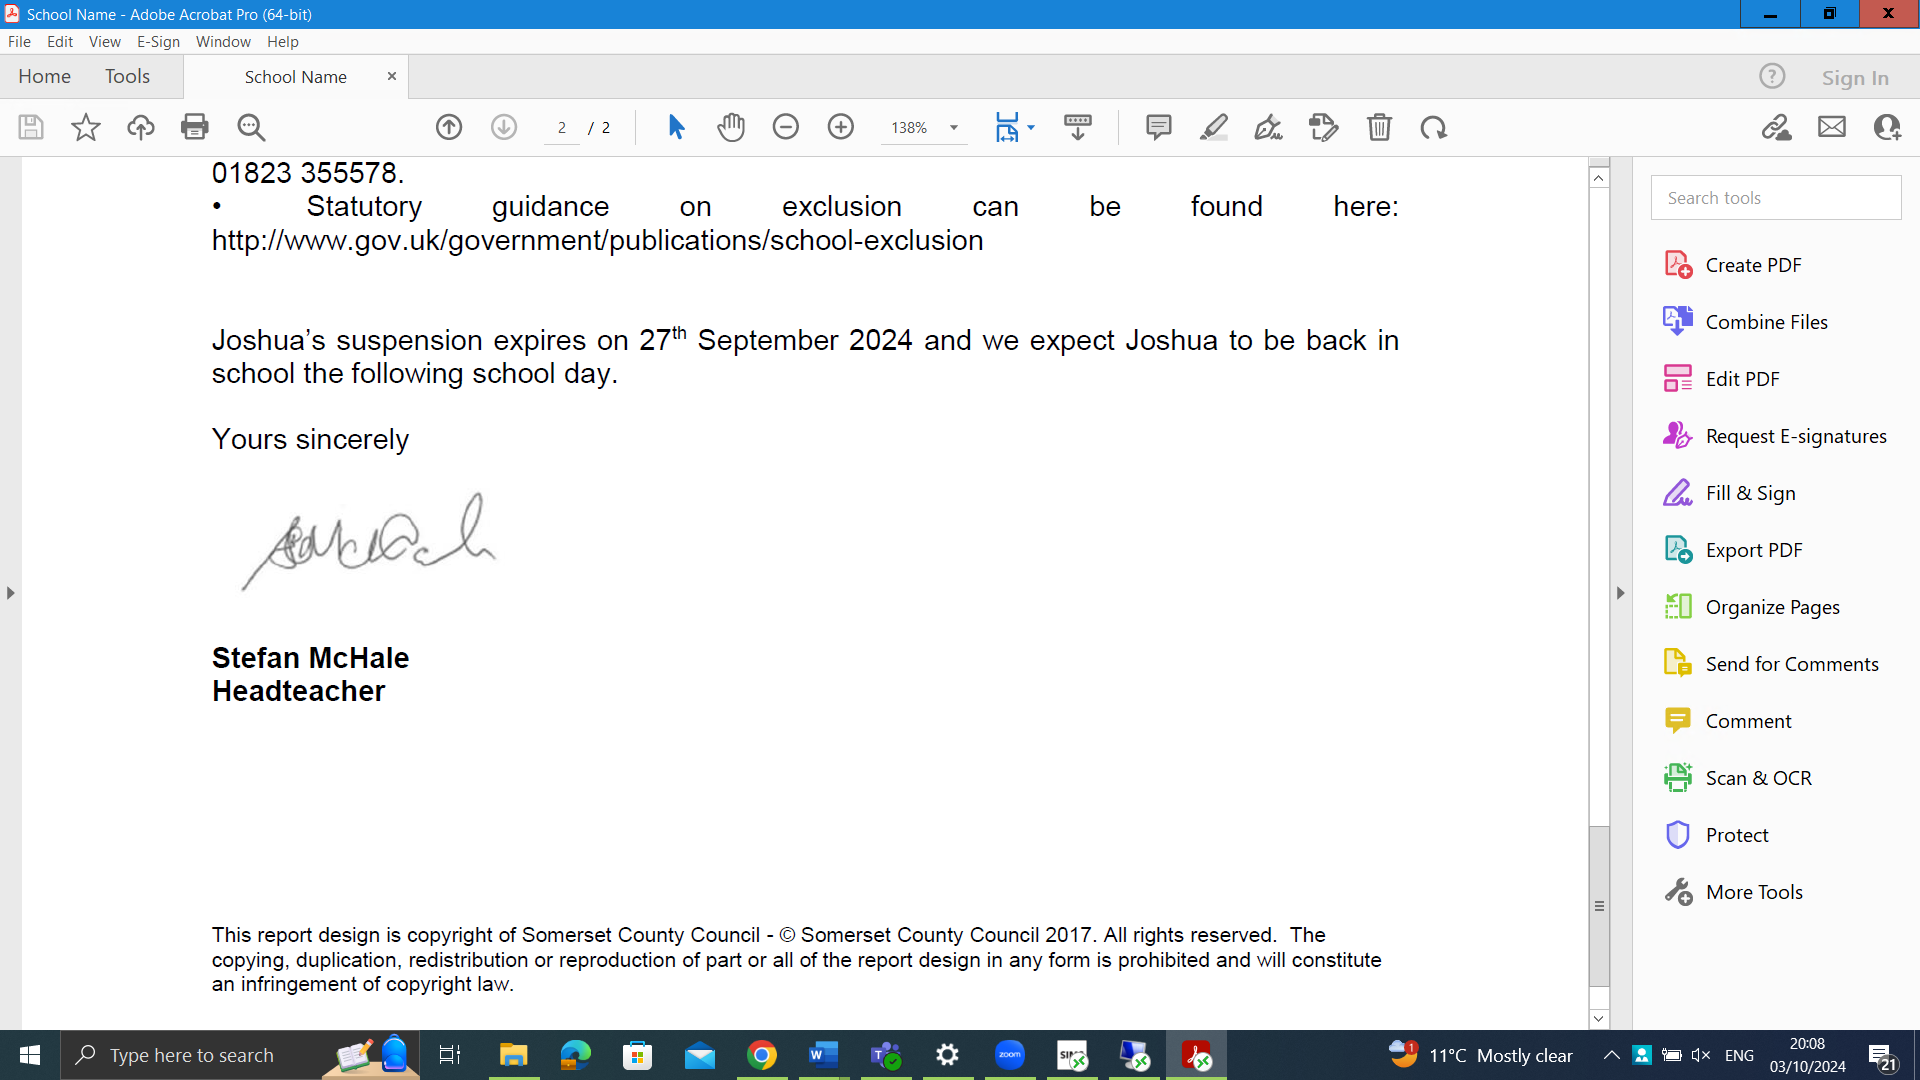 School Name - Adobe Acrobat Pro (64-bit)
File Edit View E-Sign Window Help
Home Tools School Name × ? Sign In
2 / 2 138%
01823 355578.
• Statutory guidance on exclusion can be found here:
http://www.gov.uk/government/publications/school-exclusion
Joshua’s suspension expires on 27th September 2024 and we expect Joshua to be back in
school the following school day.
Yours sincerely
Stefan McHale
Headteacher
This report design is copyright of Somerset County Council - © Somerset County Council 2017. All rights reserved. The
copying, duplication, redistribution or reproduction of part or all of the report design in any form is prohibited and will constitute
an infringement of copyright law.
Search tools
Create PDF
Combine Files
Edit PDF
Request E-signatures
Fill & Sign
Export PDF
Organize Pages
Send for Comments
Comment
Scan & OCR
Protect
More Tools
Type here to search
zoom
1
11°C Mostly clear
ENG
20:08
03/10/2024
21